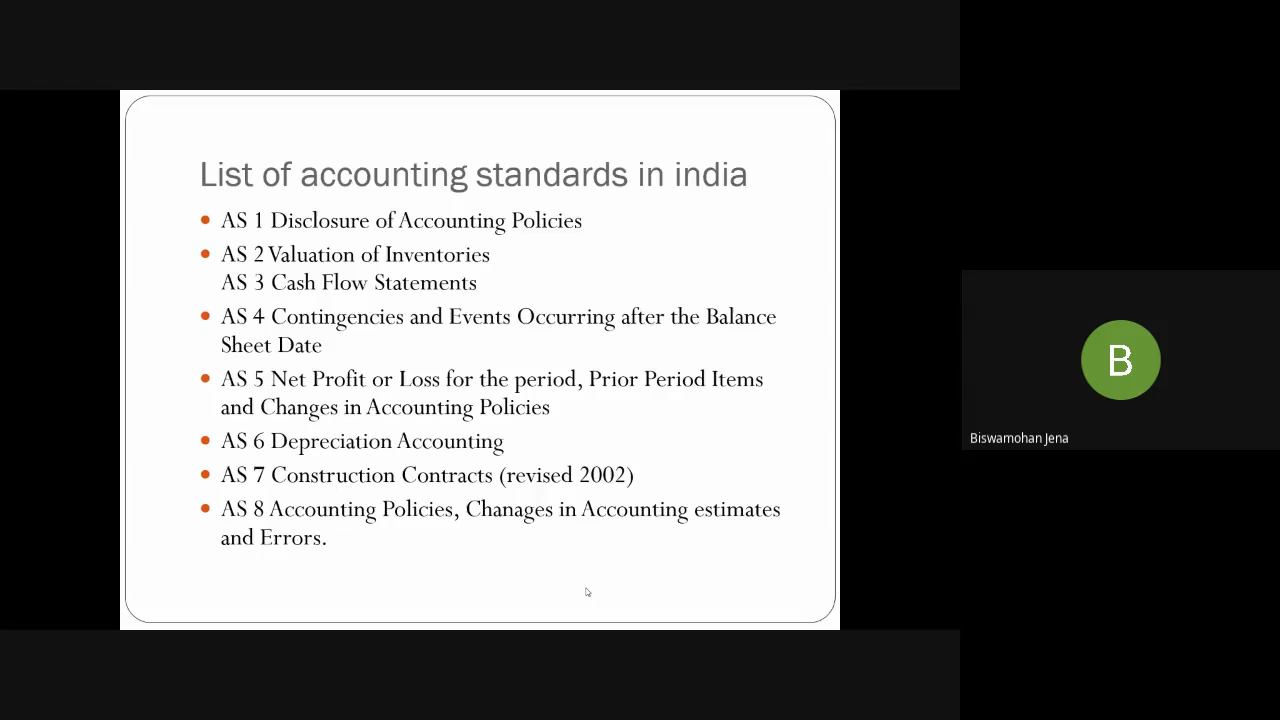 List of accounting standards in india
AS 1 Disclosure of Accounting Policies
AS 2 Valuation of Inventories
AS 3 Cash Flow Statements
AS 4 Contingencies and Events Occurring after the Balance
Sheet Date
AS 5 Net Profit or Loss for the period, Prior Period Items
and Changes in Accounting Policies
AS 6 Depreciation Accounting
AS 7 Construction Contracts (revised 2002)
AS 8 Accounting Policies, Chanages in Accounting estimates
and Errors.
B
Biswamohan Jena